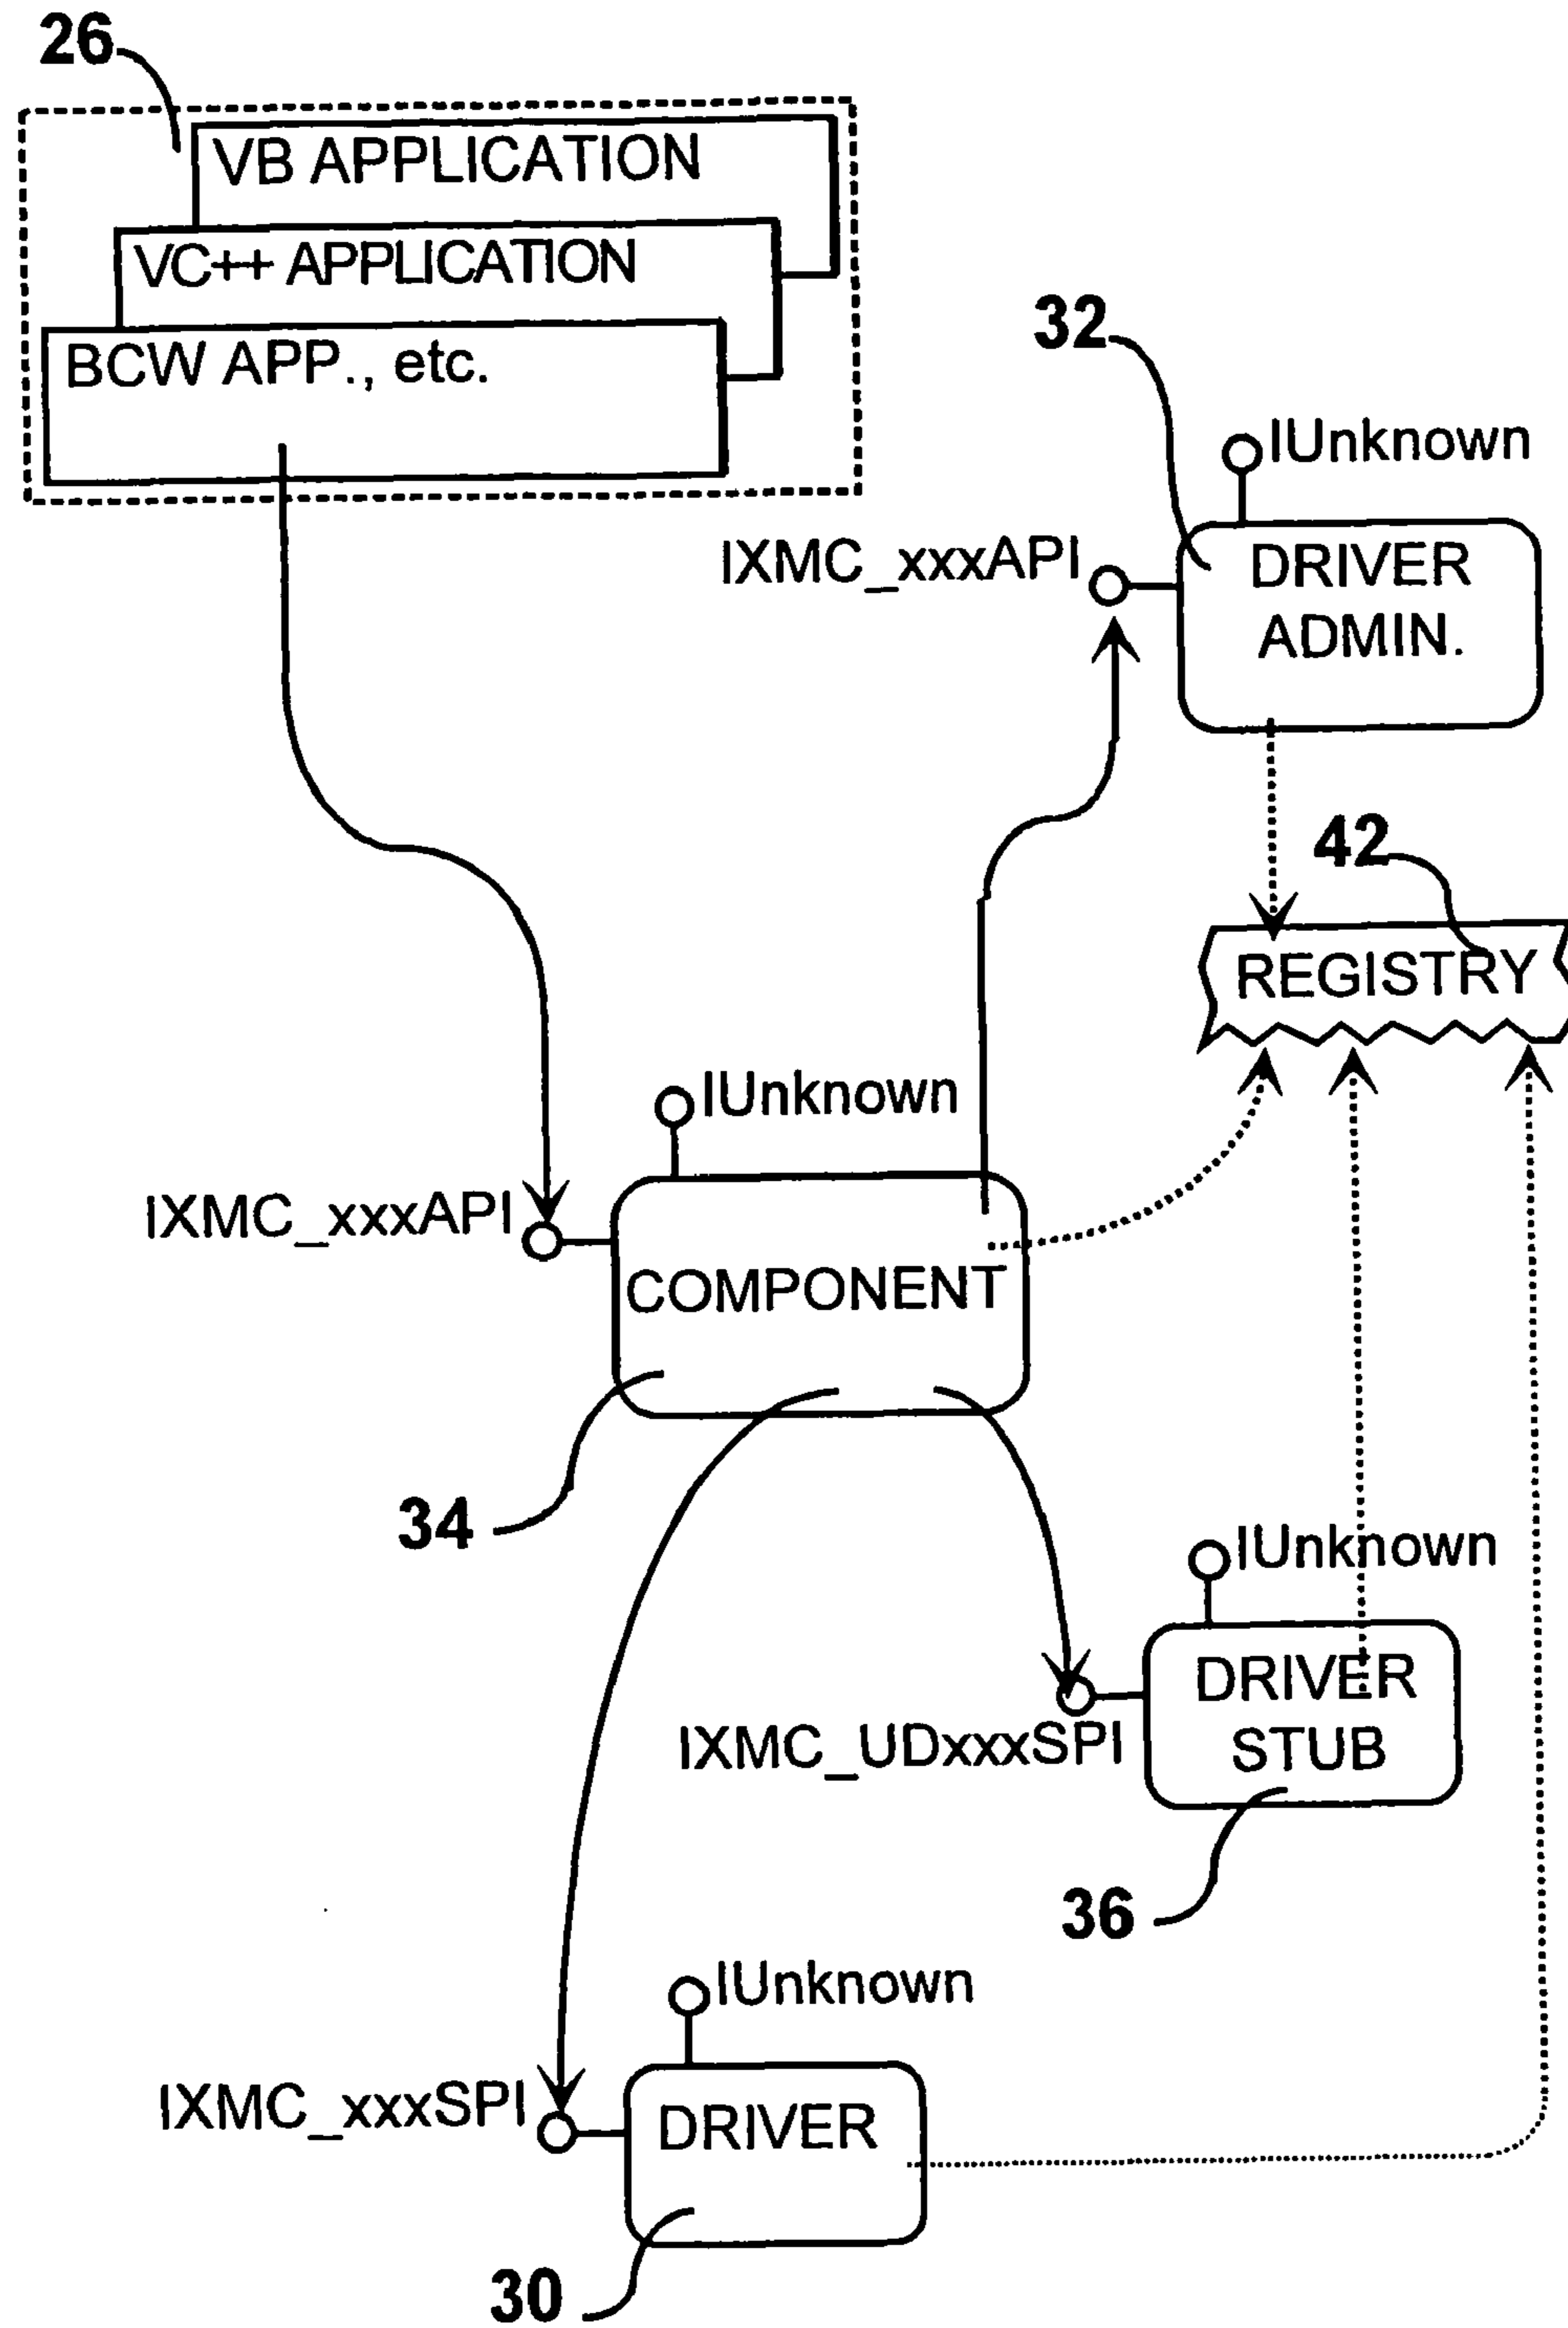 26
VB APPLICATION
VC++ APPLICATION
BCW APP., etc.
32
IUnknown
IXMC_xxxAPI
DRIVER
ADMIN.
42
REGISTRY
IUnknown
IXMC_xxxAPI
COMPONENT
34
IUnknown
DRIVER
STUB
IXMC_UDxxxSPI
36
IUnknown
IXMC_xxxSPI
DRIVER
30